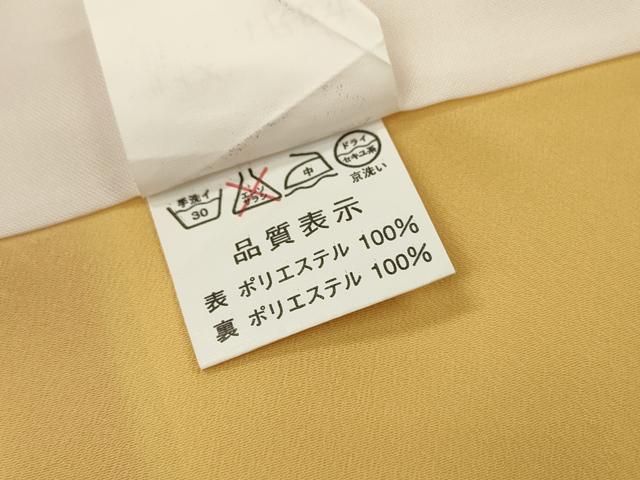 手洗イ
30
エンソ
サラシ
中
ドライ
セキユ系
京洗い
品質表示
表 ポリエステル 100%
裏 ポリエステル 100%